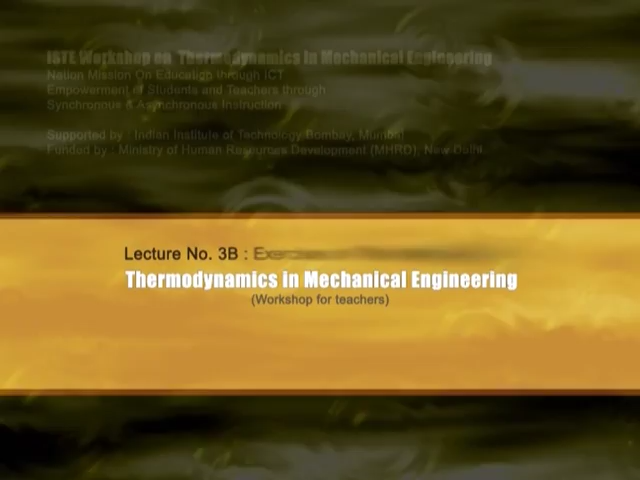 ISTE Workshop on Thermodynamics in Mechanical Engineering
Nation Mission On Education through ICT
Empowerment of Students and Teachers through
Synchronous & Asynchronous Instruction
Supported by : Indian Institute of Technology Bombay, Mumbai
Funded by : Ministry of Human Resources Development (MHRD), New Delhi.
Lecture No. 3B :
Thermodynamics in Mechanical Engineering
(Workshop for teachers)